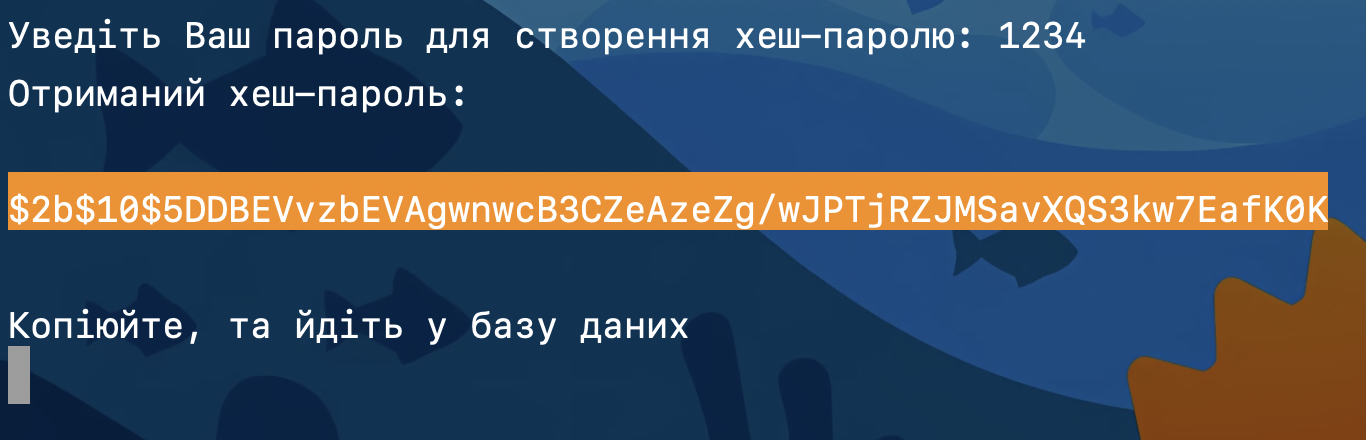 Уведіть Ваш пароль для створення хеш-паролю: 1234
Отриманий хеш-пароль:
$2b$10$5DDBEVvzbEVAgwnwcB3CZeAzeZg/wJPTjRZJMSavXQS3kw7EafK0K
Копіюйте, та йдіть у базу даних